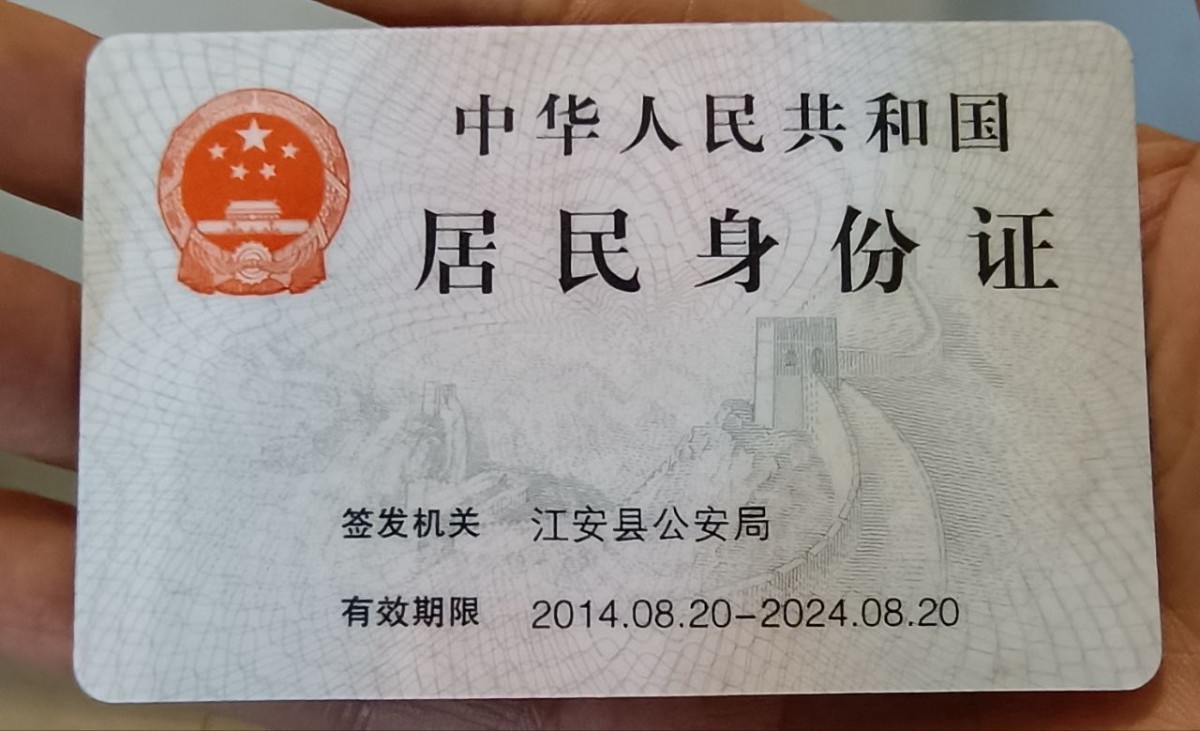 中华人民共和国
居民身份证
签发机关 江安县公安局
有效期限 2014.08.20-2024.08.20